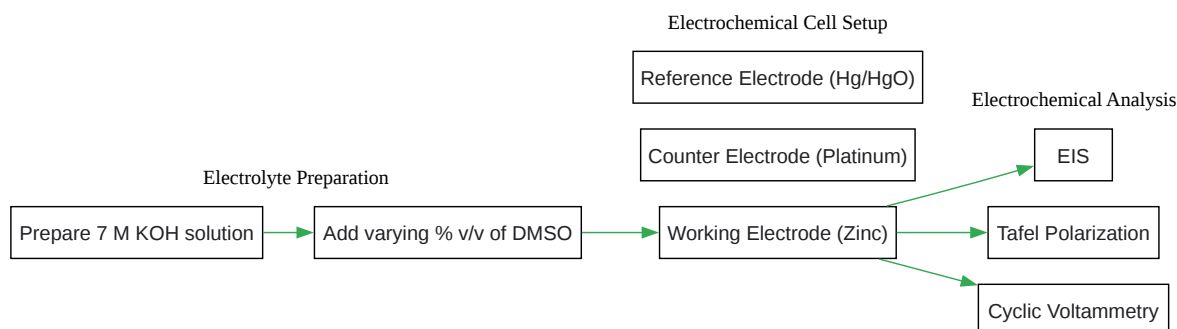 Electrochemical Cell Setup
Reference Electrode (Hg/HgO)
Electrochemical Analysis
Counter Electrode (Platinum)
EIS
Electrolyte Preparation
Prepare 7 M KOH solution
Add varying % v/v of DMSO
Working Electrode (Zinc)
Tafel Polarization
Cyclic Voltammetry